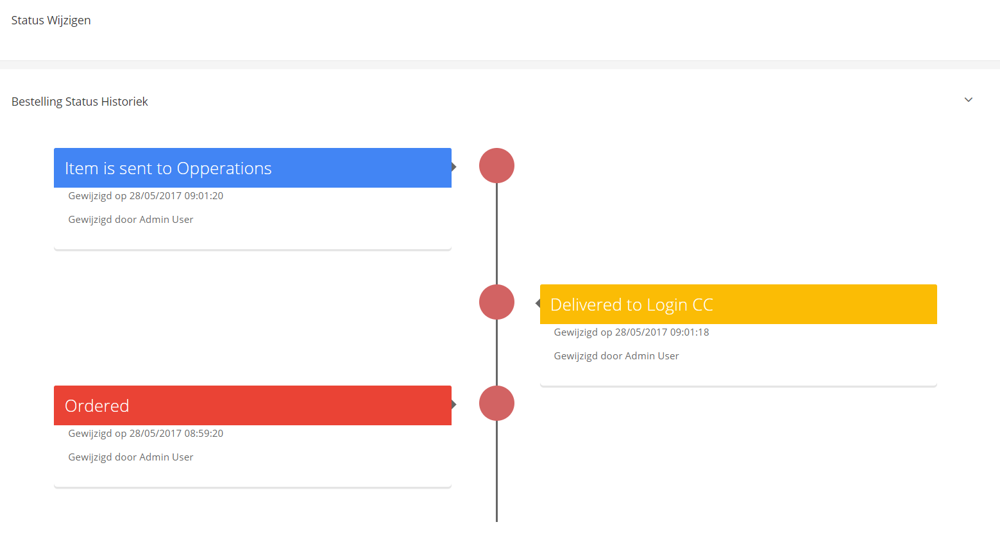 Status Wijzigen
Bestelling Status Historiek
Item is sent to Opperations
Gewijzigd op 28/05/2017 09:01:20
Gewijzigd door Admin User
Delivered to Login CC
Gewijzigd op 28/05/2017 09:01:18
Gewijzigd door Admin User
Ordered
Gewijzigd op 28/05/2017 08:59:20
Gewijzigd door Admin User